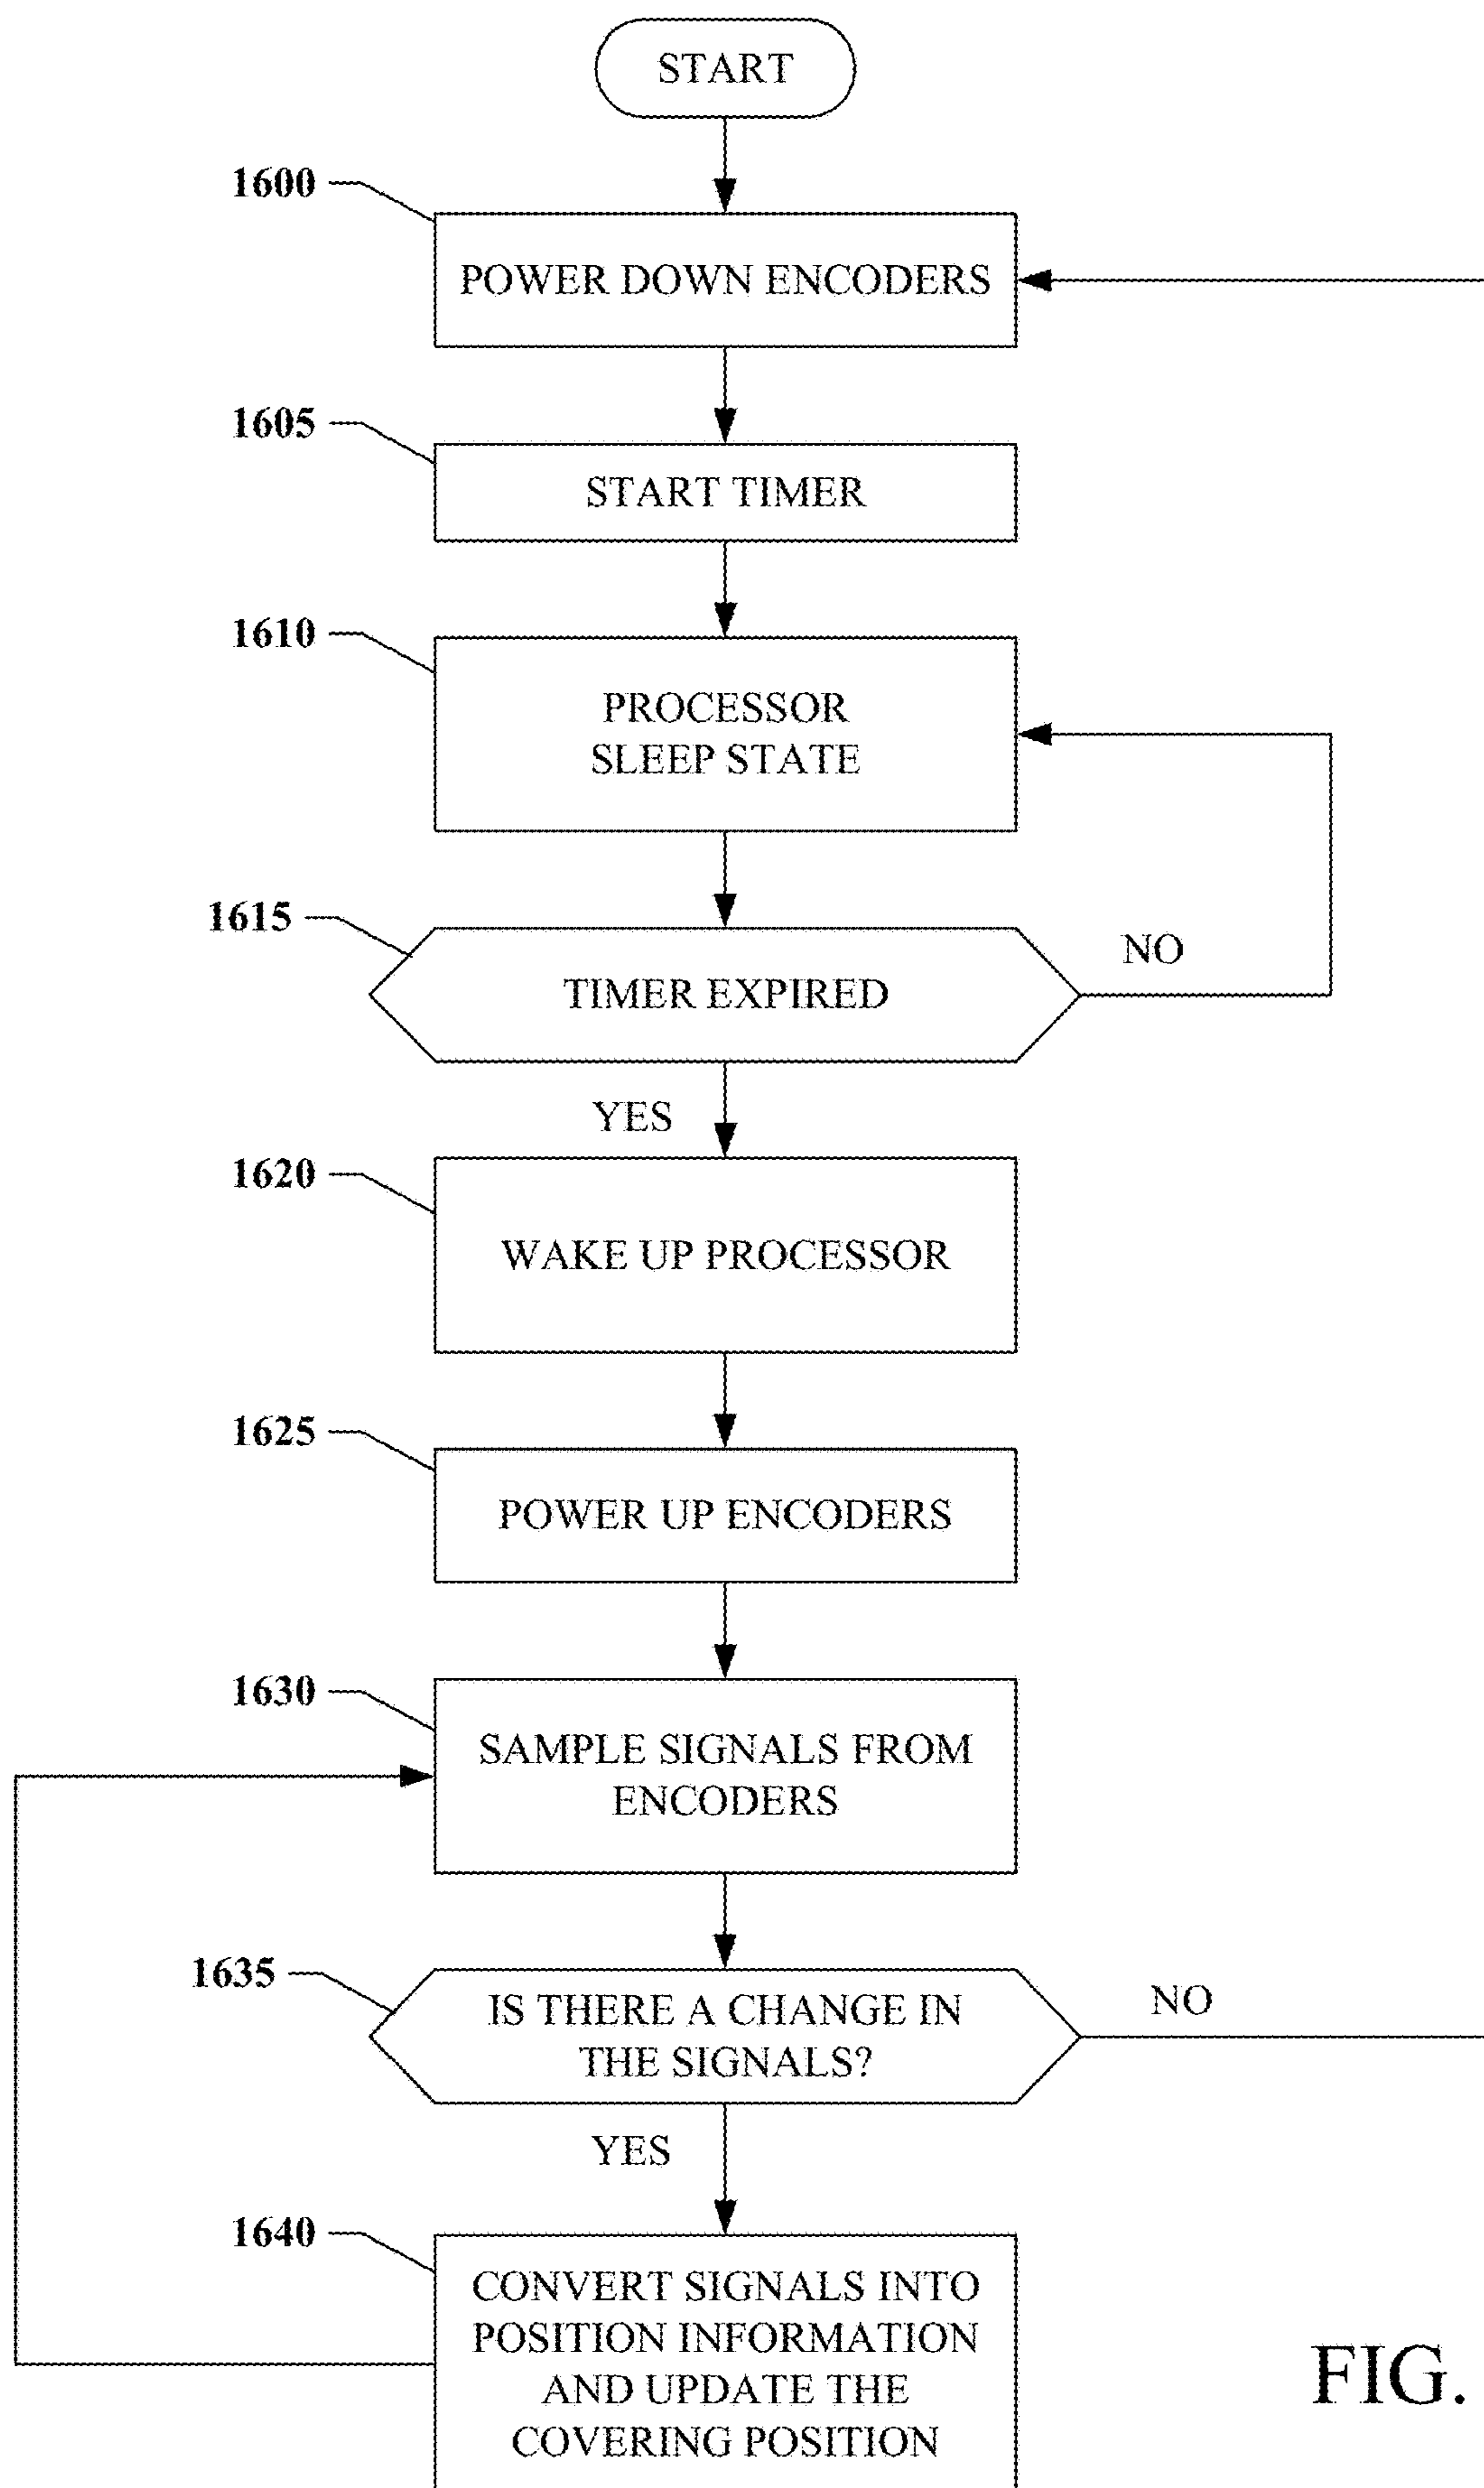 START
1600
POWER DOWN ENCODERS
1605
START TIMER
1610
PROCESSOR
SLEEP STATE
1615
TIMER EXPIRED
NO
YES
1620
WAKE UP PROCESSOR
1625
POWER UP ENCODERS
1630
SAMPLE SIGNALS FROM
ENCODERS
1635
IS THERE A CHANGE IN
THE SIGNALS?
NO
YES
1640
CONVERT SIGNALS INTO
POSITION INFORMATION
AND UPDATE THE
COVERING POSITION
FIG.